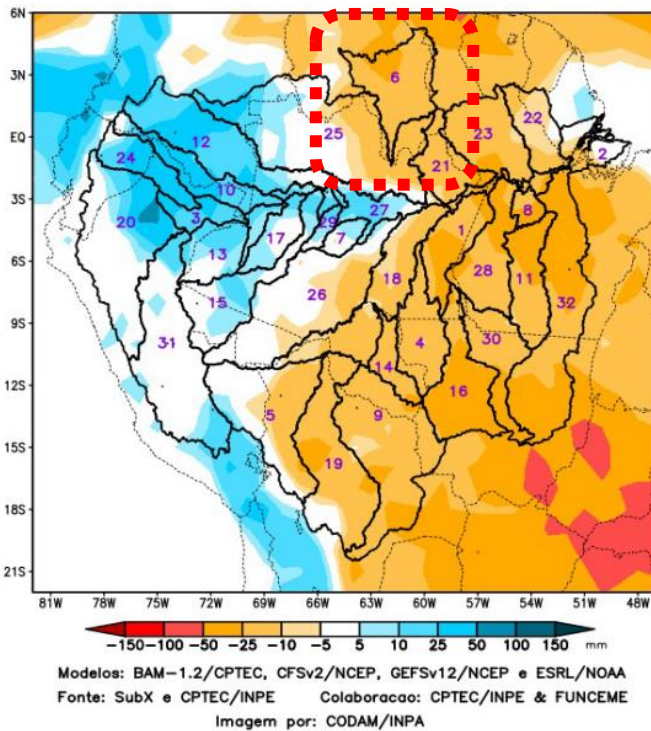 6N
3N
EQ
3S
6S
9S
12S
15S
18S
21S
6
25
12
23
22
2
24
21
10
20
3
29
27
8
17
7
1
13
28
11
18
15
26
32
31
4
30
14
16
5
9
19
81W 78W 75W 72W 69W 66W 63W 60W 57W 54W 51W 48W
-150 -100 -50 -25 -10 -5 5 10 25 50 100 150 mm
Modelos: BAM-1.2/CPTEC, CFSv2/NCEP, GEFSv12/NCEP e ESRL/NOAA
Fonte: SubX e CPTEC/INPE Colaboracao: CPTEC/INPE & FUNCEME
Imagem por: CODAM/INPA